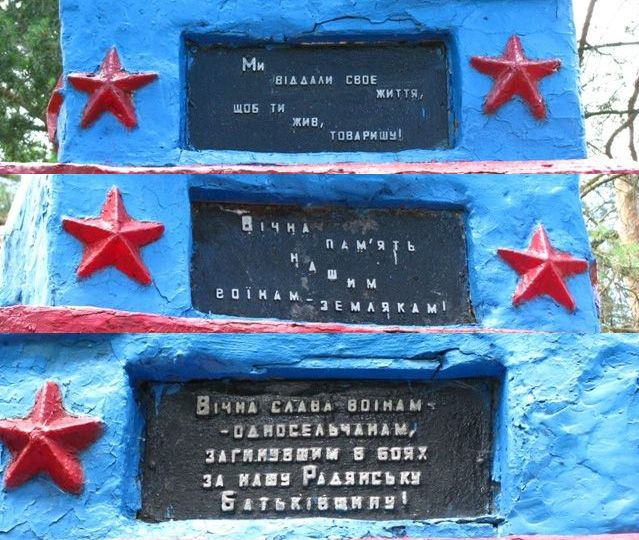 Ми
віддали своє
життя,
щоб ти
жив,
товаришу!
Вічна
пам'ять
нашим
воїнам-землякам!
Вічна слава воїнам-
-односельчанам,
загинувшим в боях
за нашу Радянську
Батьківщину!